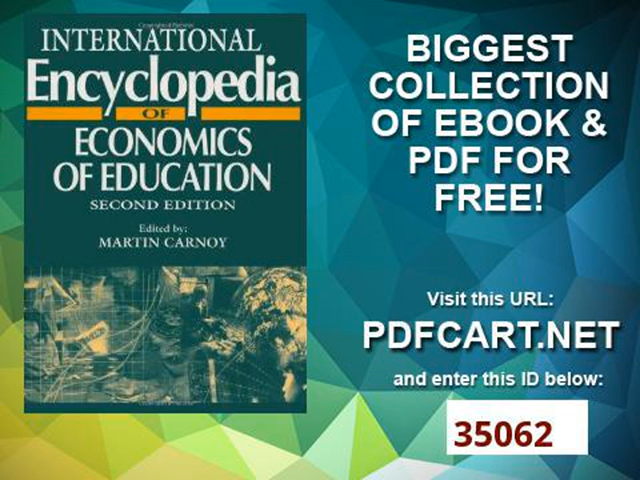 INTERNATIONAL
Encyclopedia
OF
ECONOMICS
OF EDUCATION
SECOND EDITION
Edited by:
MARTIN CARNOY
BIGGEST
COLLECTION
OF EBOOK &
PDF FOR
FREE!
Visit this URL:
PDFCART.NET
and enter this ID below:
35062